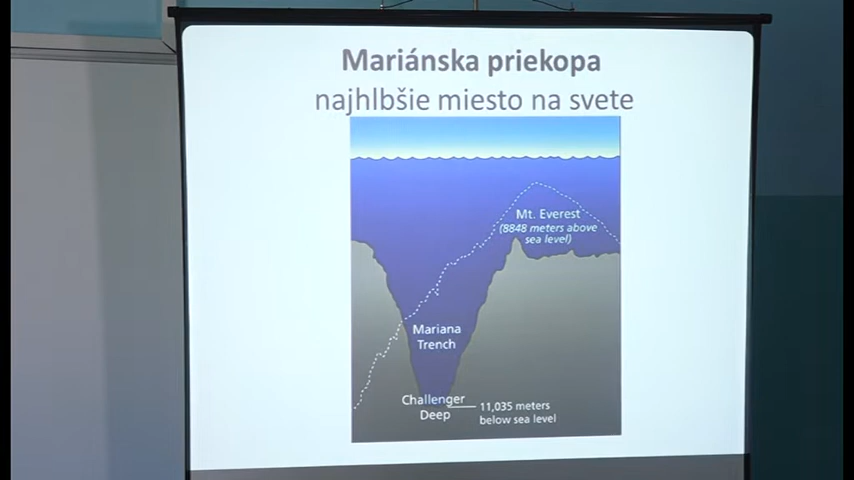 Mariánska priekopa
najhlbšie miesto na svete
Mt. Everest
(8848 meters above
sea level)
Mariana
Trench
Challenger
Deep
11,035 meters
below sea level